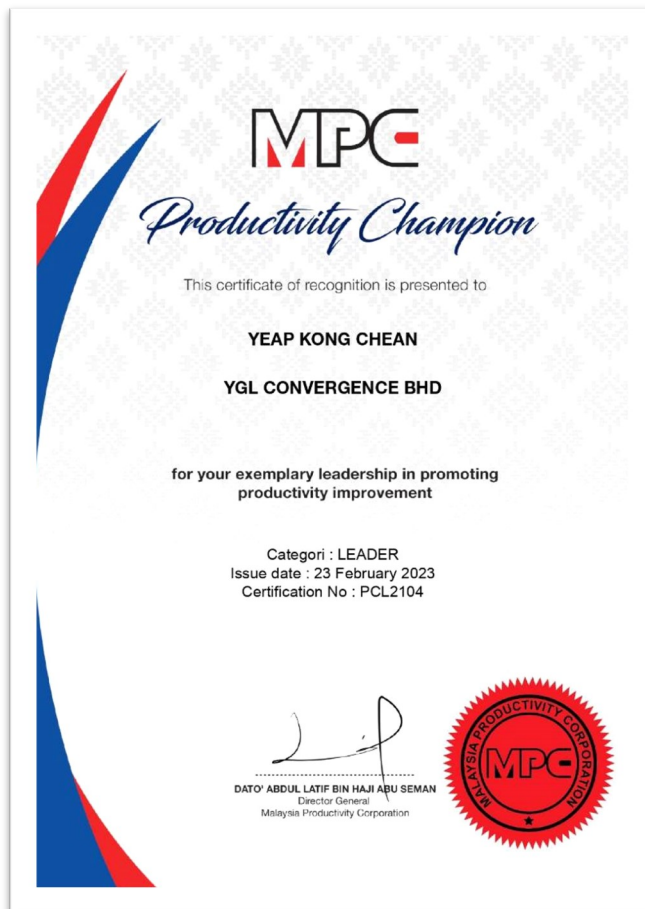 MPC
Productivity Champion
This certificate of recognition is presented to
YEAP KONG CHEAN
YGL CONVERGENCE BHD
for your exemplary leadership in promoting
productivity improvement
Categori : LEADER
Issue date : 23 February 2023
Certification No : PCL2104
DATO' ABDUL LATIF BIN HAJI ABU SEMAN
Director General
Malaysia Productivity Corporation
MALAYSIA PRODUCTIVITY CORPORATION
MPC